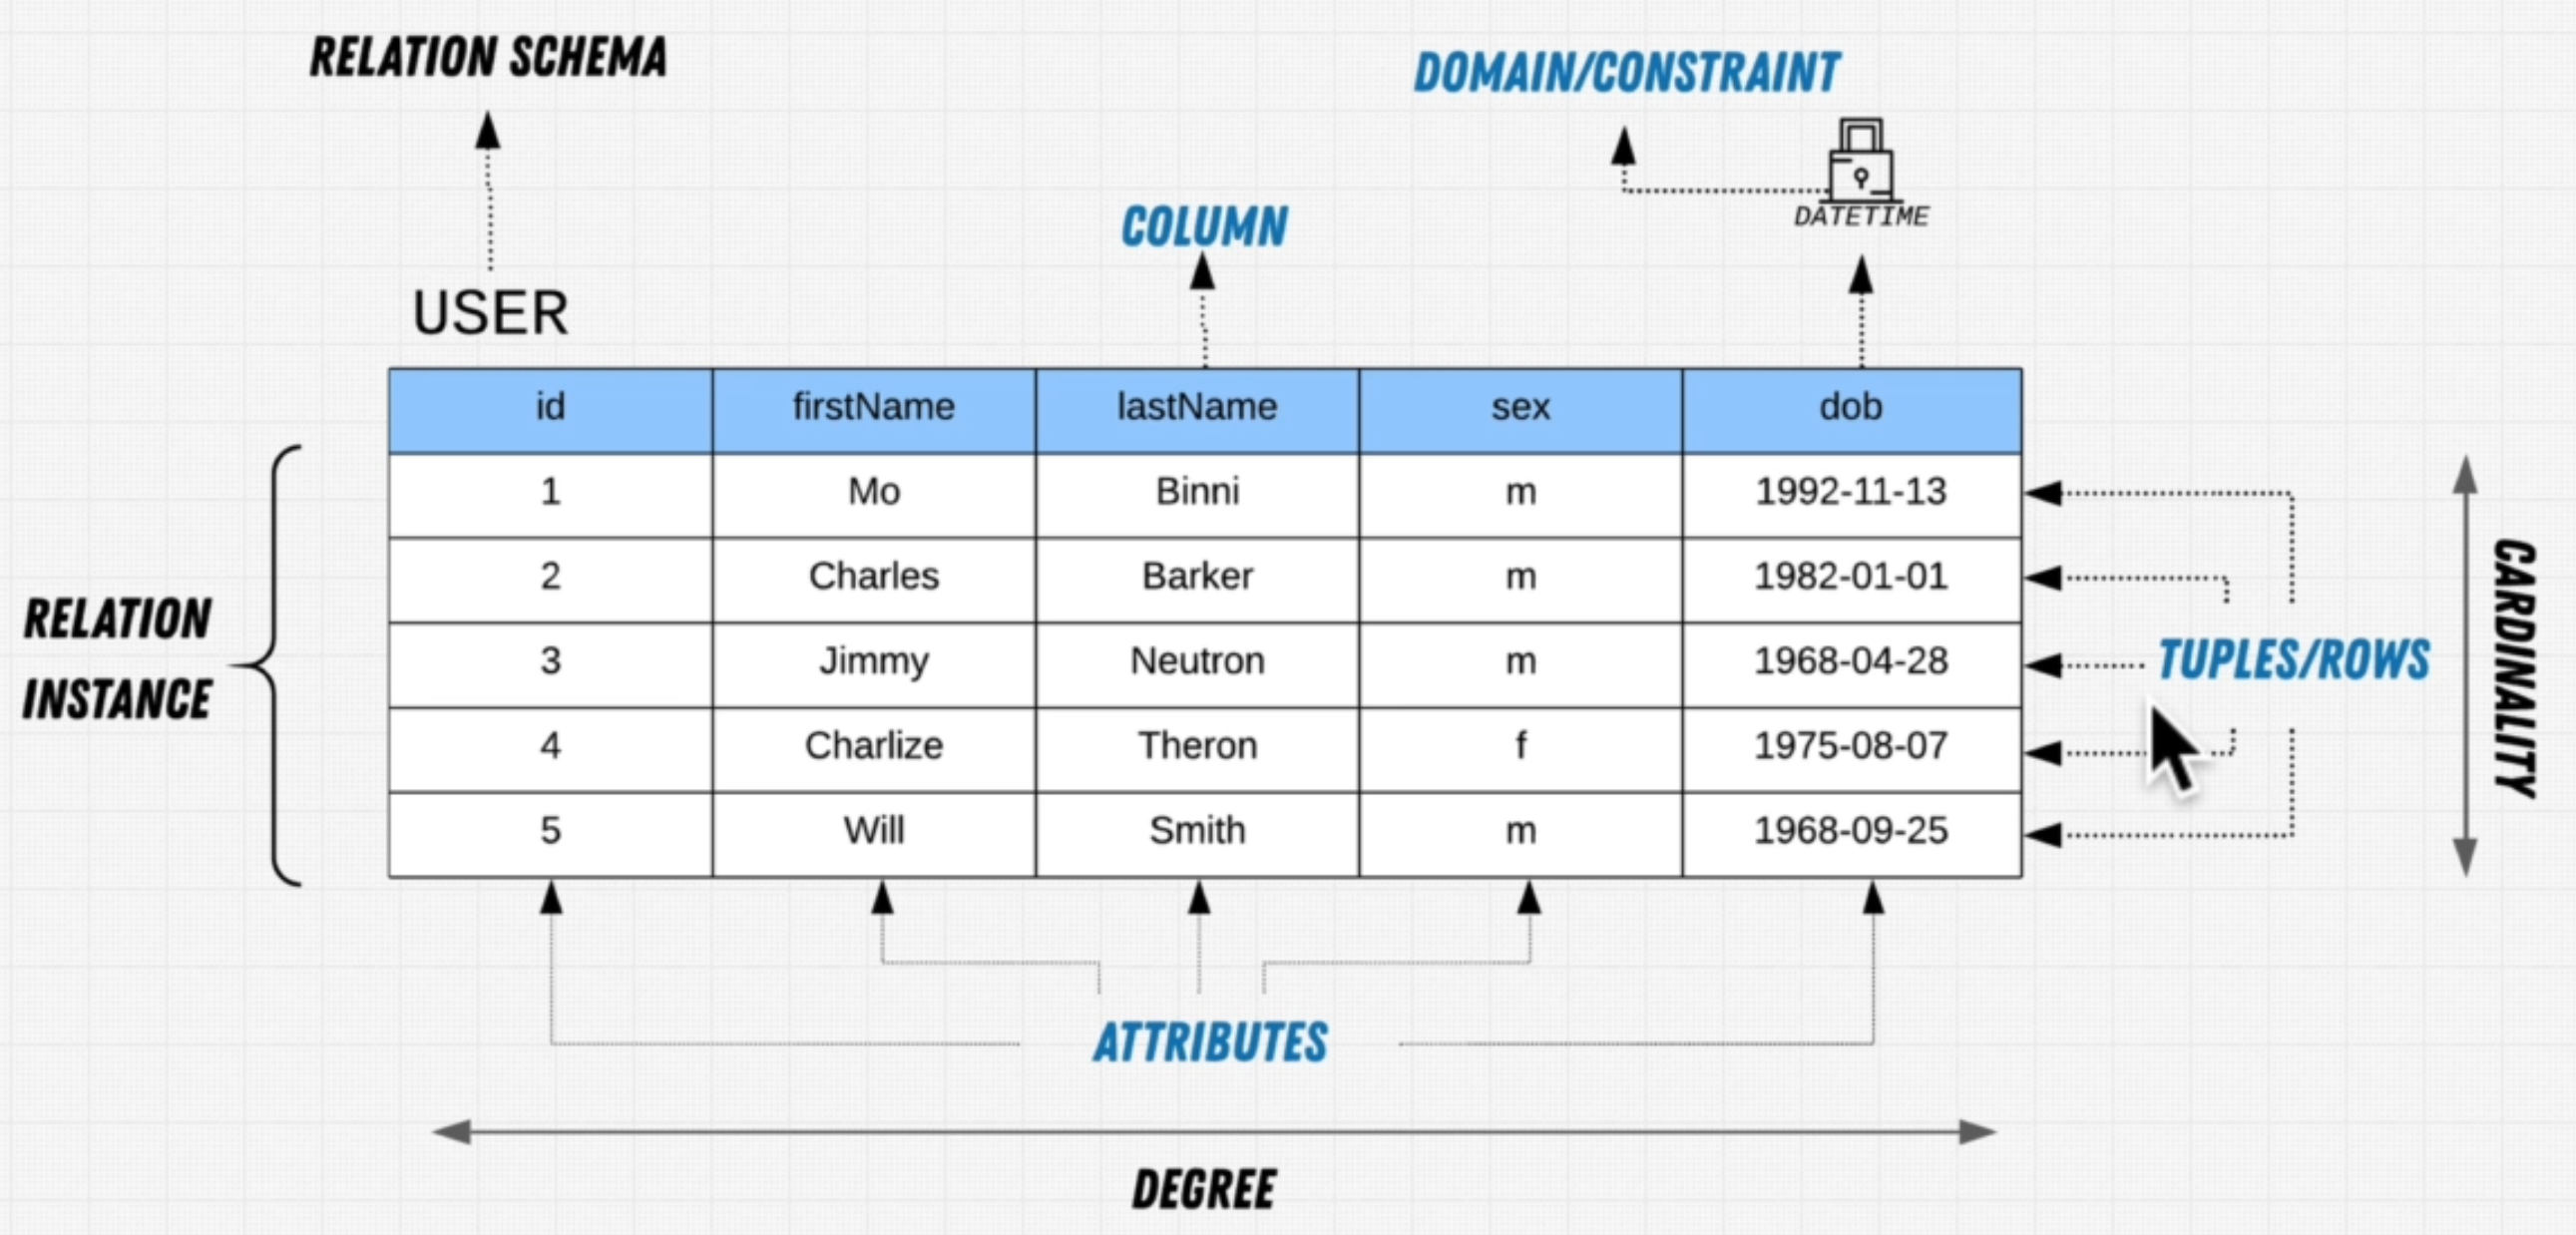 RELATION SCHEMA
DOMAIN/CONSTRAINT
DATETIME
COLUMN
USER
id firstName lastName sex dob
1 Mo Binni m 1992-11-13
2 Charles Barker m 1982-01-01
3 Jimmy Neutron m 1968-04-28
4 Charlize Theron f 1975-08-07
5 Will Smith m 1968-09-25
RELATION
INSTANCE
TUPLES/ROWS
CARDINALITY
ATTRIBUTES
DEGREE